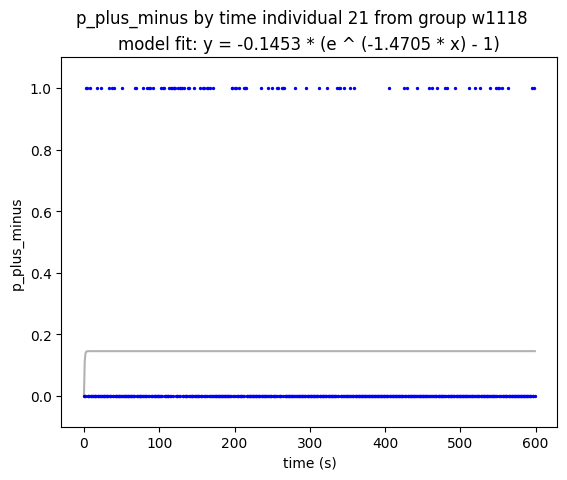 p_plus_minus by time individual 21 from group w1118
model fit: y = -0.1453 * (e ^ (-1.4705 * x) - 1)
1.0
0.8
0.6
0.4
0.2
0.0
p_plus_minus
0 100 200 300 400 500 600
time (s)